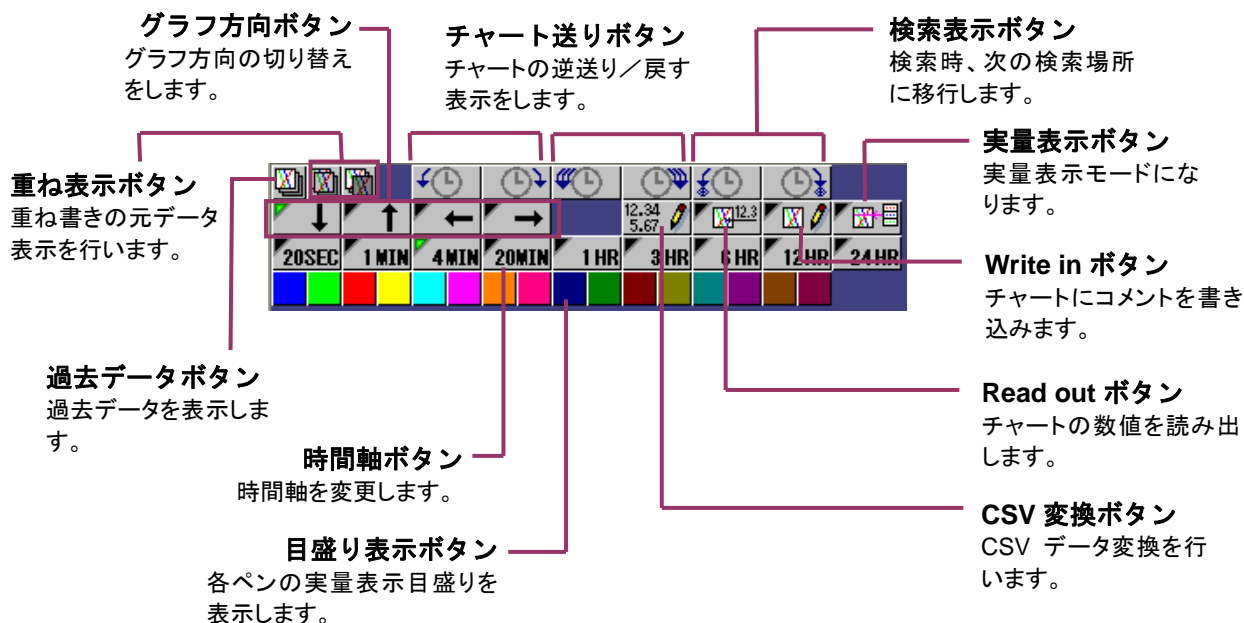 グラフ方向ボタン
グラフ方向の切り替え
をします。
チャート送りボタン
チャートの逆送り／戻す
表示をします。
検索表示ボタン
検索時、次の検索場所
に移行します。
実量表示ボタン
実量表示モードにな
ります。
重ね表示ボタン
重ね書きの元データ
表示を行います。
12.34
5.67
12.3
20SEC
1 MIN
4 MIN
20MIN
1 HR
3 HR
6 HR
12HR
24 HR
Write in ボタン
チャートにコメントを書き
込みます。
過去データボタン
過去データを表示しま
す。
Read out ボタン
チャートの数値を読み出
します。
時間軸ボタン
時間軸を変更します。
CSV 変換ボタン
CSV データ変換を行
います。
目盛り表示ボタン
各ペンの実量表示目盛りを
表示します。